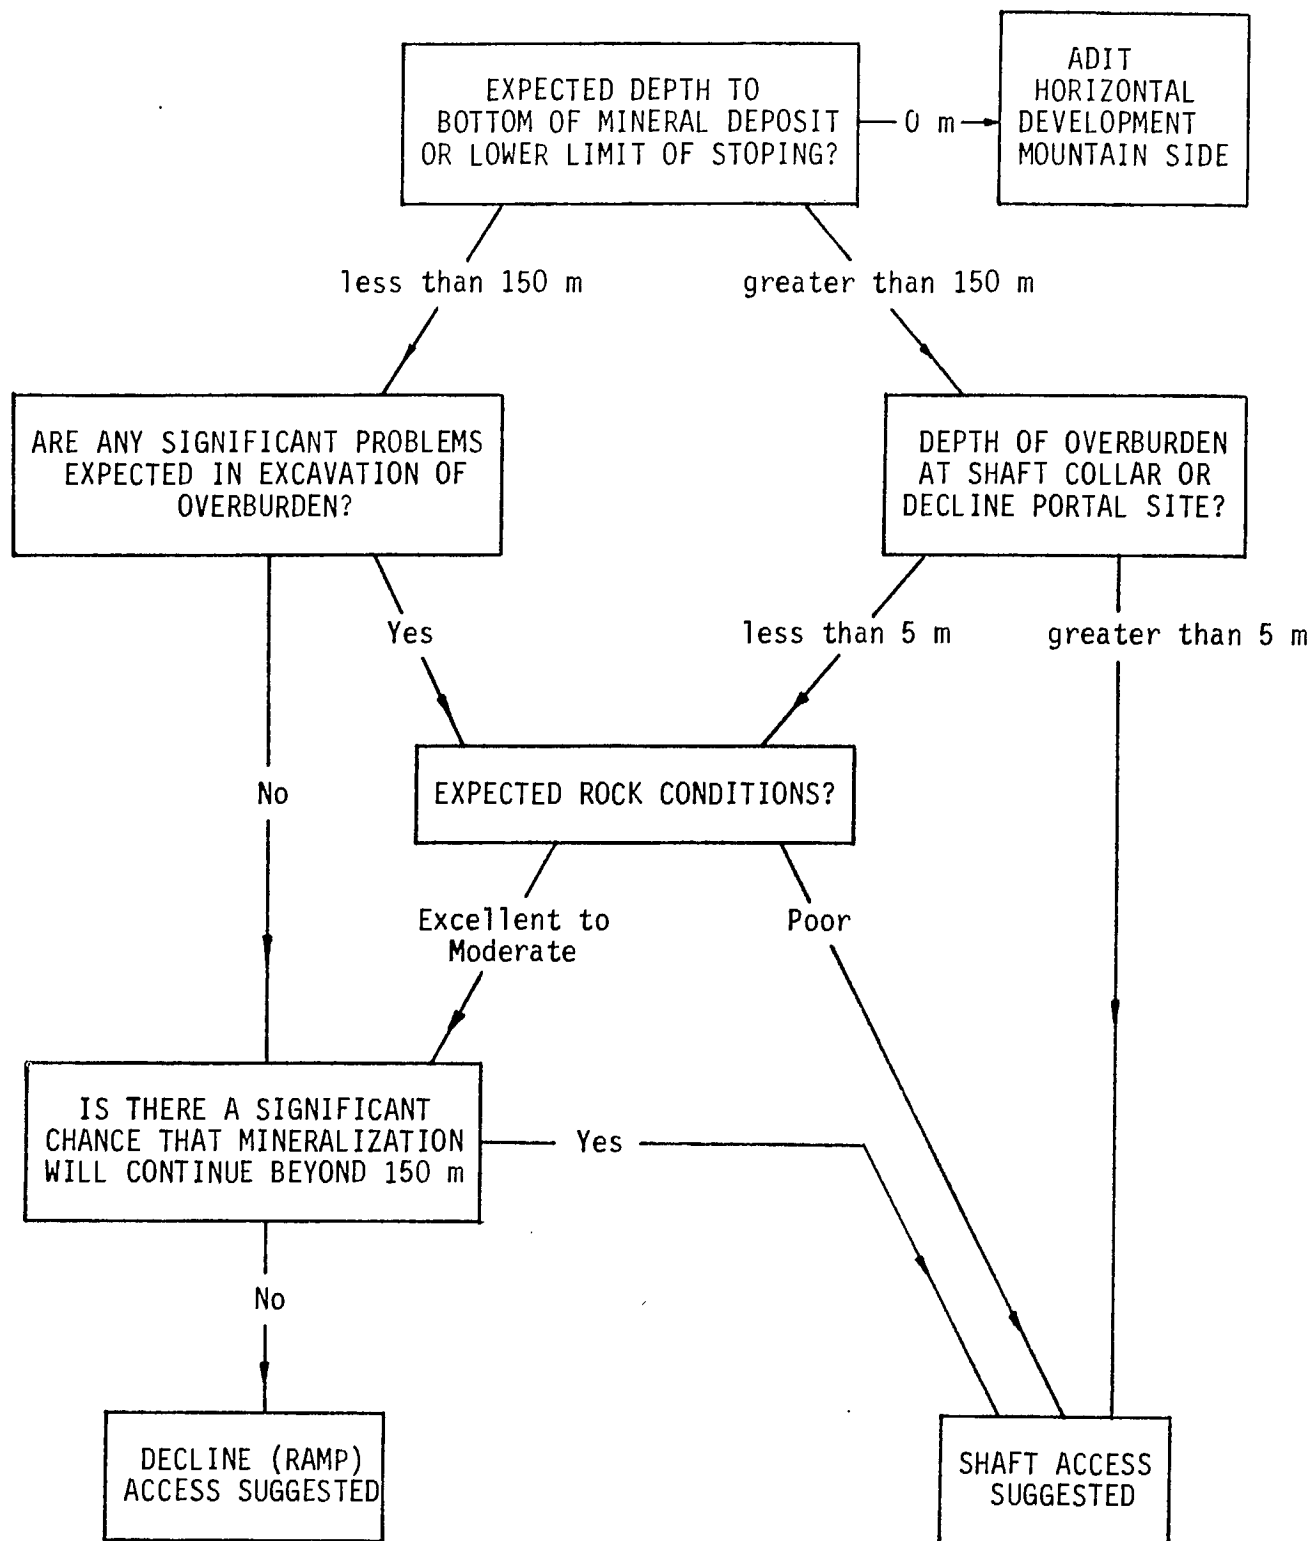 EXPECTED DEPTH TO
BOTTOM OF MINERAL DEPOSIT
OR LOWER LIMIT OF STOPING?
0 m
ADIT
HORIZONTAL
DEVELOPMENT
MOUNTAIN SIDE
less than 150 m
greater than 150 m
ARE ANY SIGNIFICANT PROBLEMS
EXPECTED IN EXCAVATION OF
OVERBURDEN?
DEPTH OF OVERBURDEN
AT SHAFT COLLAR OR
DECLINE PORTAL SITE?
Yes
less than 5 m
greater than 5 m
No
EXPECTED ROCK CONDITIONS?
Excellent to
Moderate
Poor
IS THERE A SIGNIFICANT
CHANCE THAT MINERALIZATION
WILL CONTINUE BEYOND 150 m
Yes
No
DECLINE (RAMP)
ACCESS SUGGESTED
SHAFT ACCESS
SUGGESTED